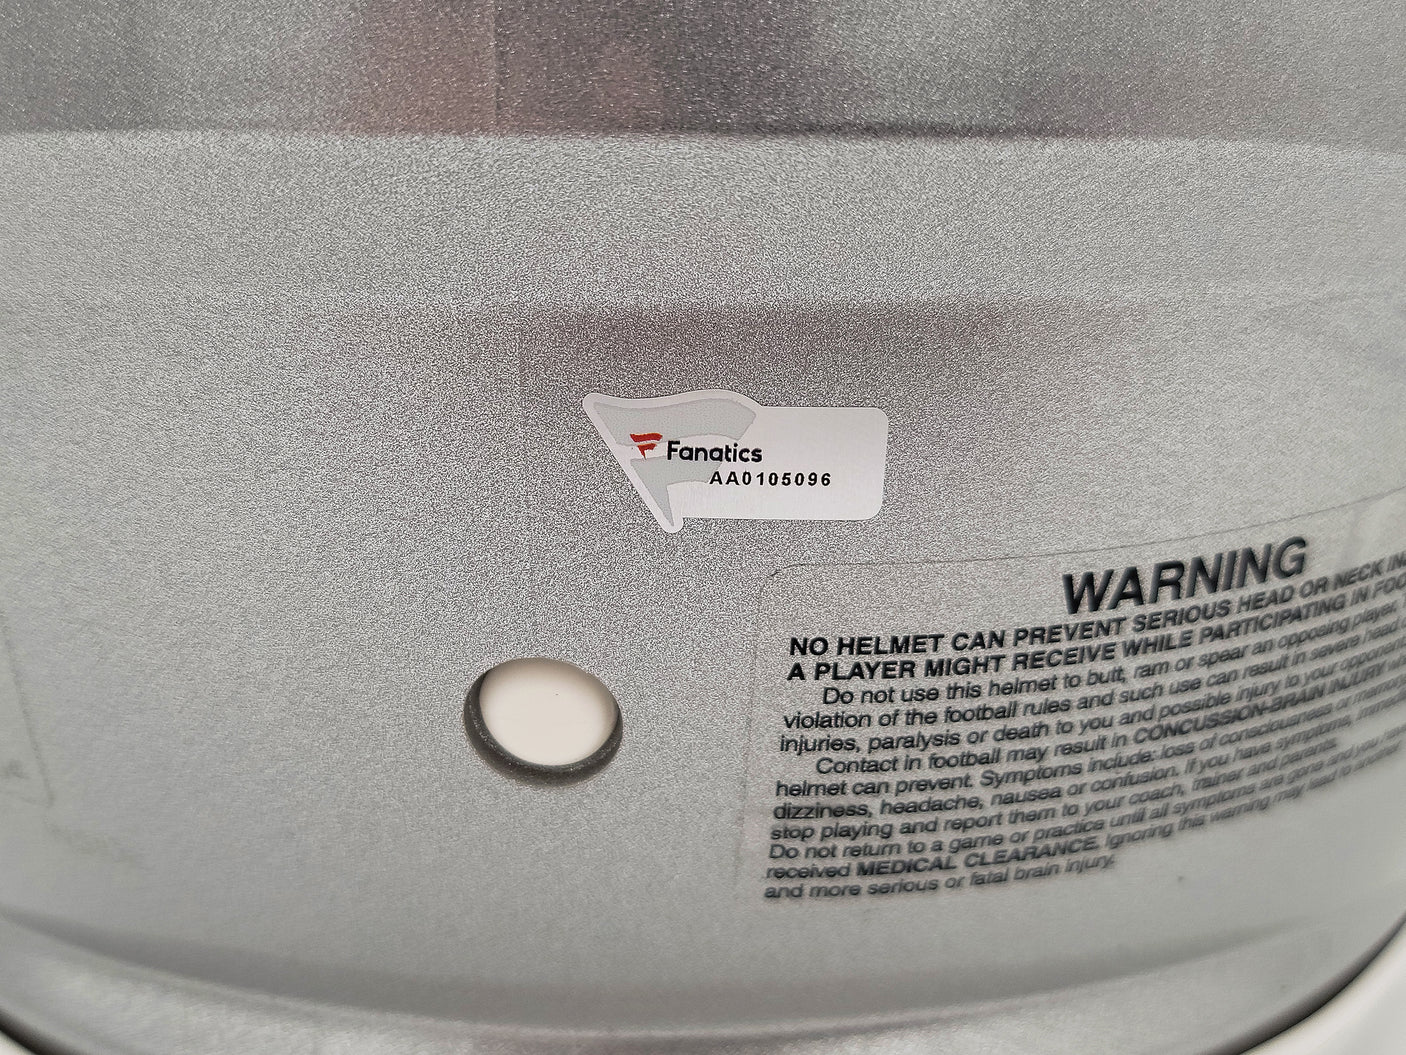 Fanatics
AA0105096
WARNING
NO HELMET CAN PREVENT SERIOUS HEAD OR NECK
A PLAYER MIGHT RECEIVE WHILE PARTICIPATING IN
Do not use this helmet to butt, ram or spear an opposing player.
violation of the football rules and such use can result in severe head
injuries, paralysis or death to you and possible injury to your
Contact in football may result in CONCUSSION-BRAIN INJURY
helmet can prevent. Symptoms include: loss of consciousness or
dizziness, headache, nausea or confusion. If you have symptoms,
stop playing and report them to your coach, trainer and parents.
Do not return to a game or practice until all symptoms are gone and you
received MEDICAL CLEARANCE. Ignoring this warning may lead to
and more serious or fatal brain injury.